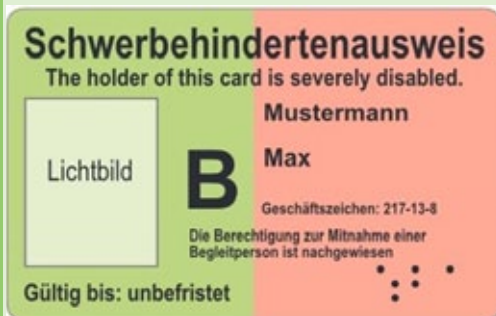 Schwerbehindertenausweis
The holder of this card is severely disabled.
Mustermann
Lichtbild
Max
B
Geschäftszeichen: 217-13-8
Die Berechtigung zur Mitnahme einer
Begleitperson ist nachgewiesen
Gültig bis: unbefristet